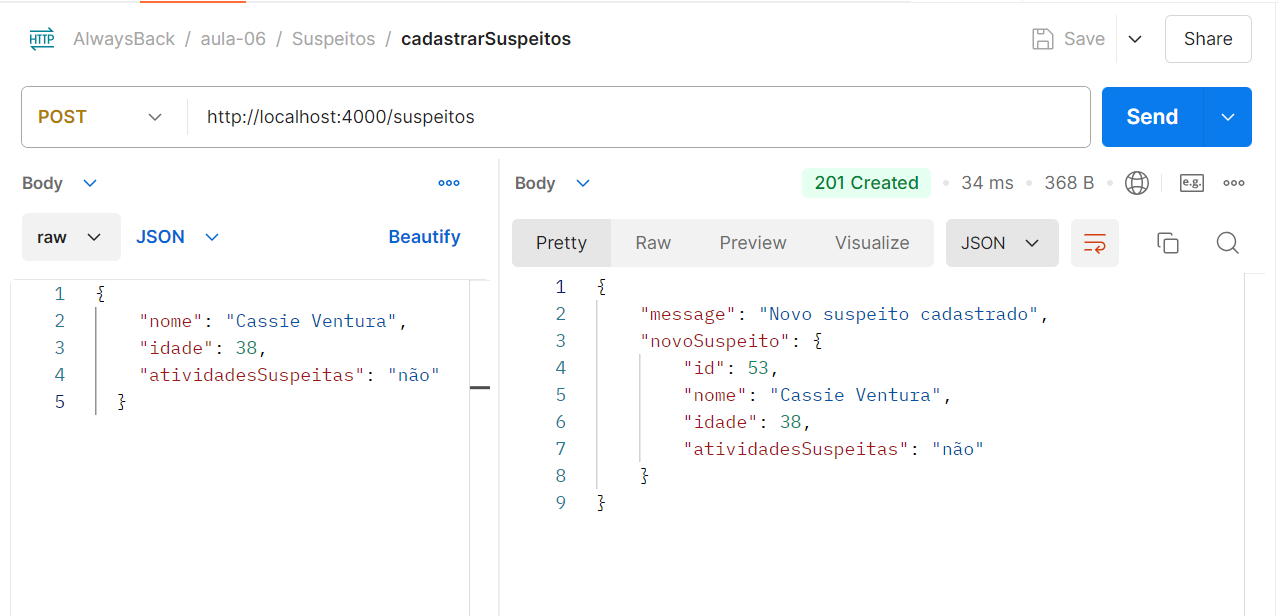 HTTP AlwaysBack / aula-06 / Suspeitos / cadastrarSuspeitos Save Share
POST http://localhost:4000/suspeitos Send
Body
raw JSON Beautify
1 {
2 "nome": "Cassie Ventura",
3 "idade": 38,
4 "atividadesSuspeitas": "não"
5 }
Body 201 Created 34 ms 368 B e.g.
Pretty Raw Preview Visualize JSON
1 {
2 "message": "Novo suspeito cadastrado",
3 "novoSuspeito": {
4 "id": 53,
5 "nome": "Cassie Ventura",
6 "idade": 38,
7 "atividadesSuspeitas": "não"
8 }
9 }